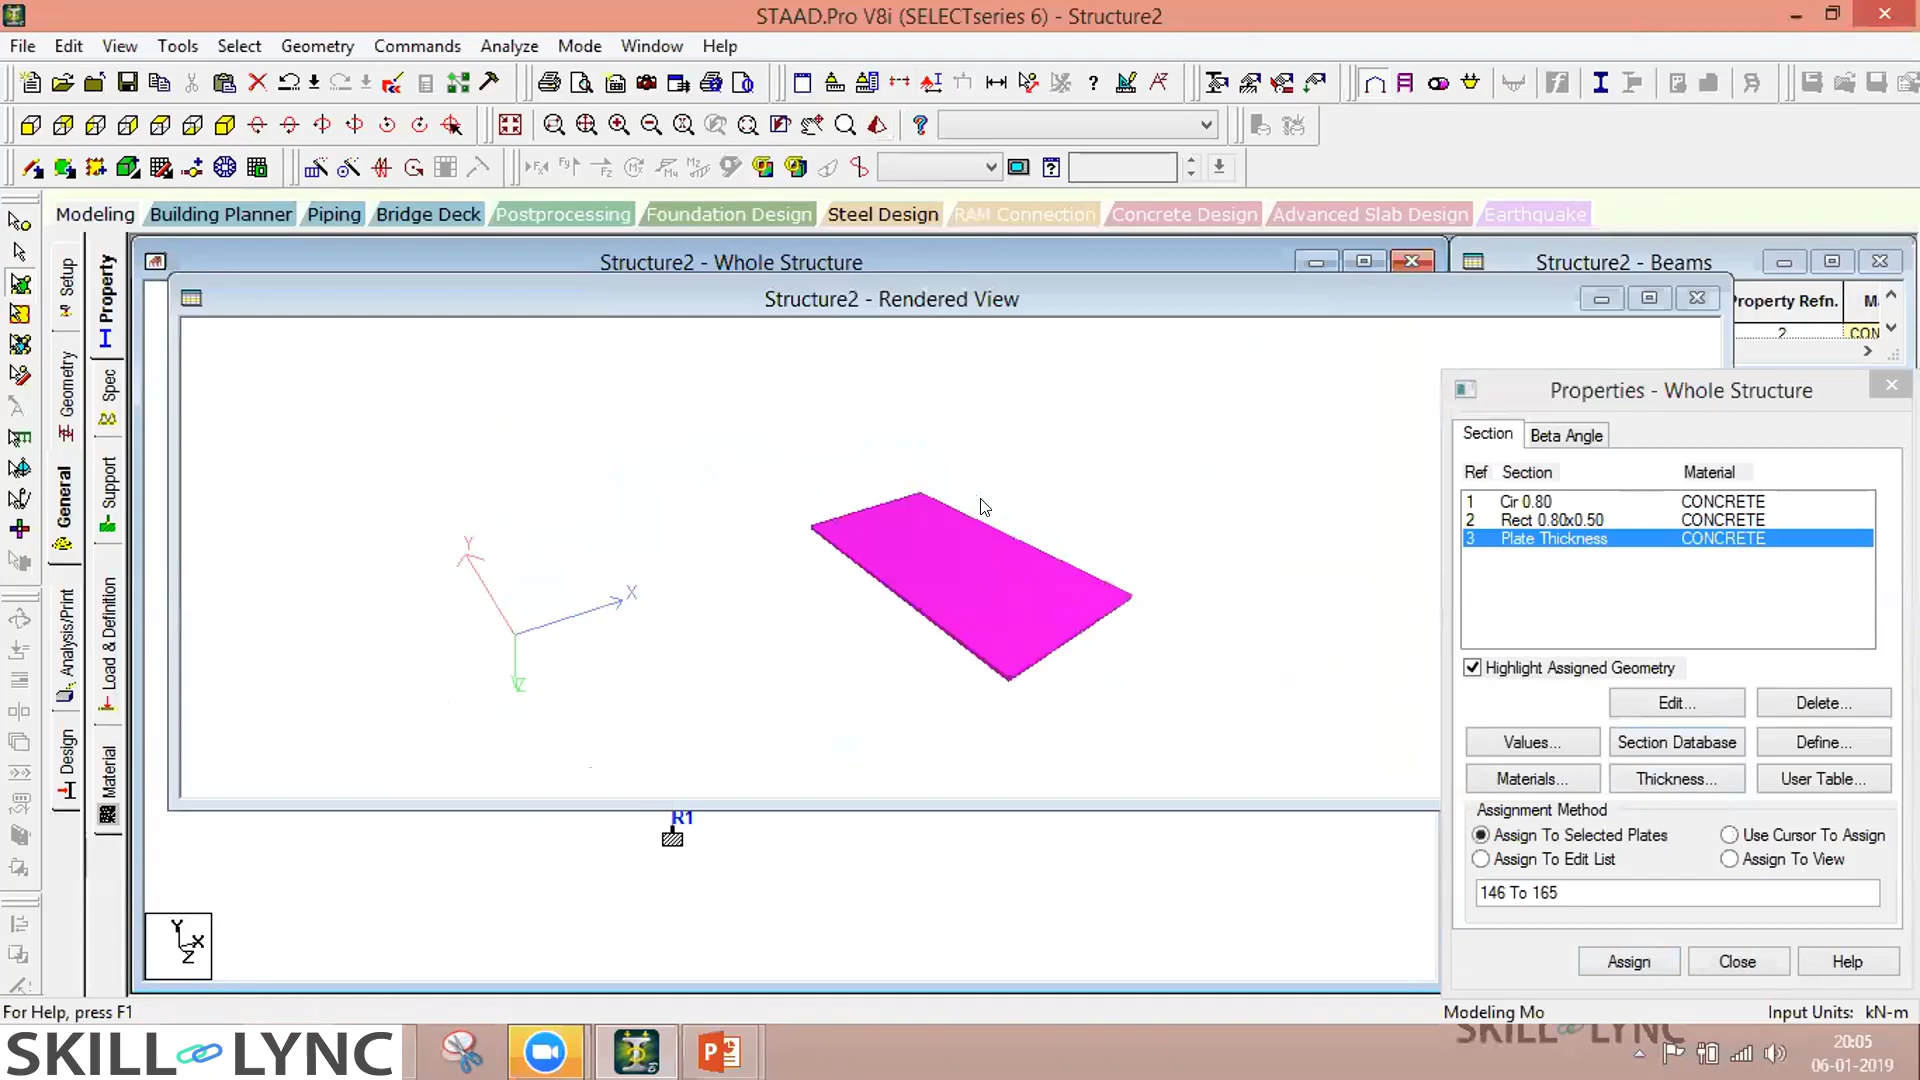 STAAD.Pro V8i (SELECTseries 6) - Structure2
File Edit View Tools Select Geometry Commands Analyze Mode Window Help
Modeling Building Planner Piping Bridge Deck Postprocessing Foundation Design Steel Design RAM Connection Concrete Design Advanced Slab Design Earthquake
Structure2 - Whole Structure
Structure2 - Beams
Structure2 - Rendered View
Property Refn.
2
CON
Setup
Geometry
General
Analysis/Print
Design
Property
Spec
Support
Load & Definition
Material
Y
X
Z
R1
Y
X
Z
Properties - Whole Structure
Section Beta Angle
Ref Section Material
1 Cir 0.80 CONCRETE
2 Rect 0.80x0.50 CONCRETE
3 Plate Thickness CONCRETE
Highlight Assigned Geometry
Edit... Delete...
Values... Section Database Define...
Materials... Thickness... User Table...
Assignment Method
Assign To Selected Plates Use Cursor To Assign
Assign To Edit List Assign To View
146 To 165
Assign Close Help
For Help, press F1
Modeling Mo Input Units: kN-m
SKILL LYNC
SKILL LYNC
20:05
06-01-2019